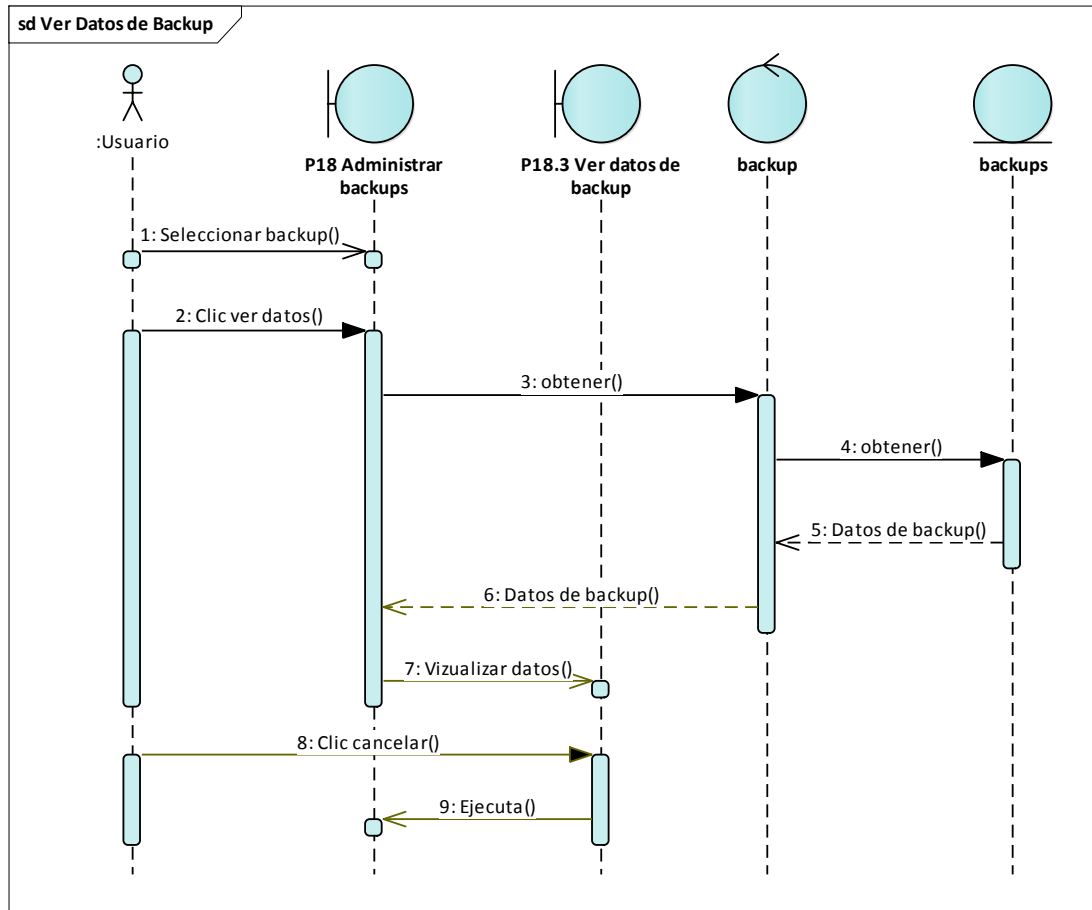 sd Ver Datos de Backup
:Usuario
P18 Administrar
backups
P18.3 Ver datos de
backup
backup
backups
1: Seleccionar backup()
2: Clic ver datos()
3: obtener()
4: obtener()
5: Datos de backup()
6: Datos de backup()
7: Vizualizar datos()
8: Clic cancelar()
9: Ejecuta()